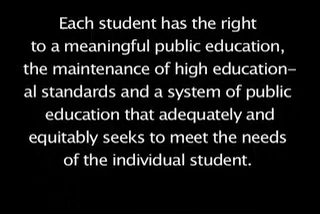 Each student has the right
to a meaningful public education,
the maintenance of high education–
al standards and a system of public
education that adequately and
equitably seeks to meet the needs
of the individual student.